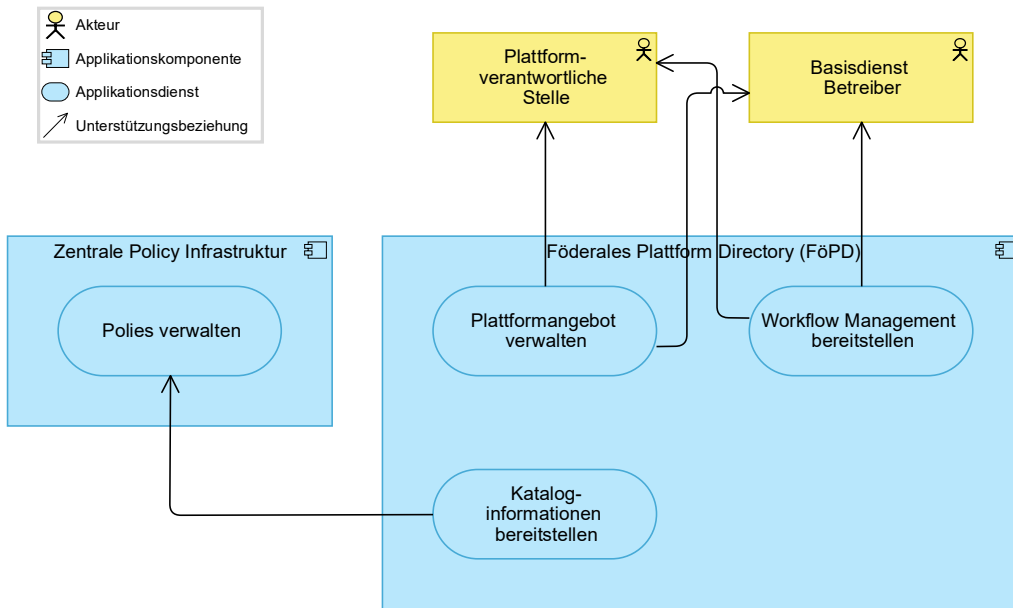 Akteur
Applikationskomponente
Applikationsdienst
Unterstützungsbeziehung
Plattform-
verantwortliche
Stelle
Basisdienst
Betreiber
Zentrale Policy Infrastruktur
Polies verwalten
Föderales Plattform Directory (FöPD)
Plattformangebot
verwalten
Workflow Management
bereitstellen
Katalog-
informationen
bereitstellen